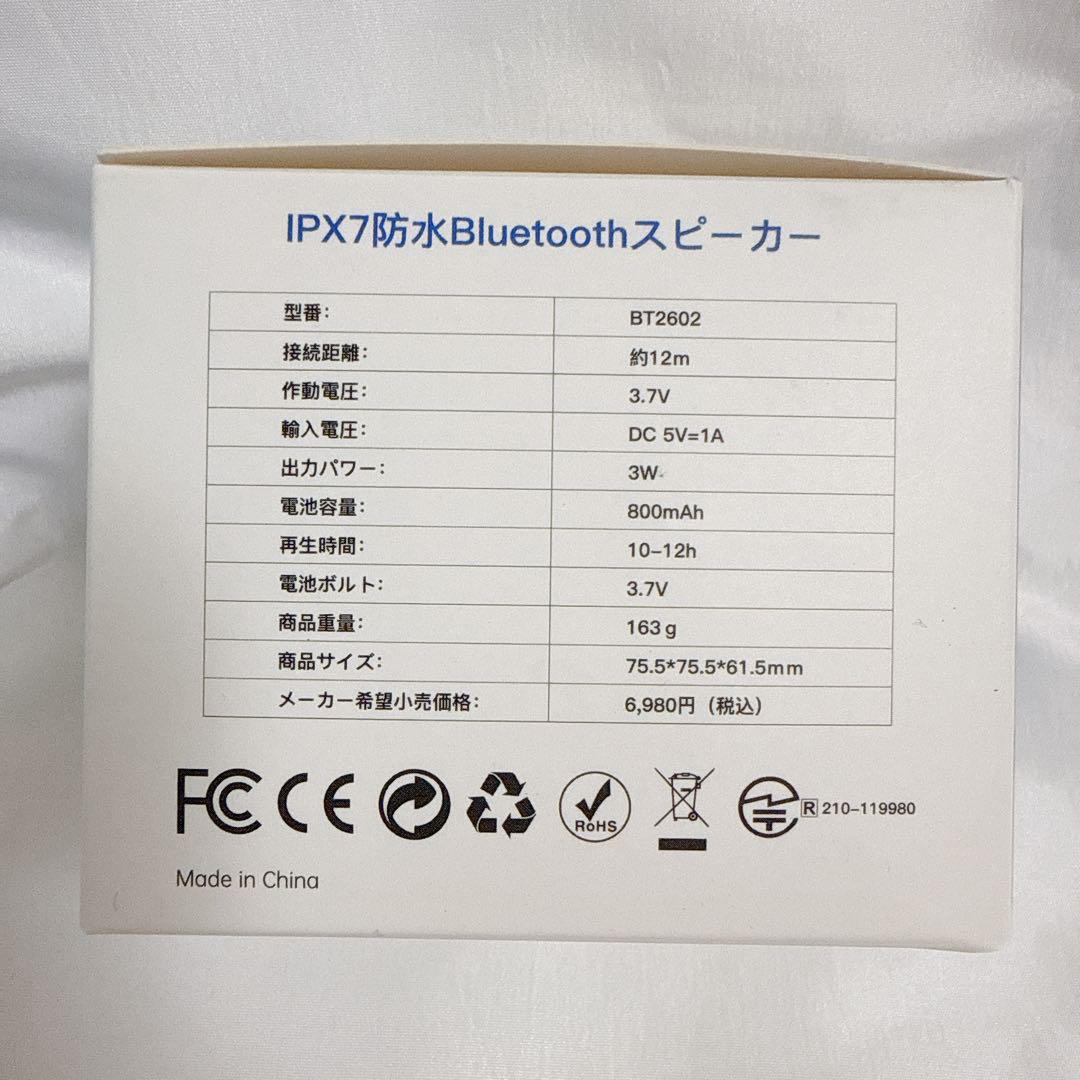 IPX7防水Bluetoothスピーカー
型番: BT2602
接続距離: 約12m
作動電圧: 3.7V
輸入電圧: DC 5V=1A
出力パワー: 3W
電池容量: 800mAh
再生時間: 10-12h
電池ボルト: 3.7V
商品重量: 163g
商品サイズ: 75.5*75.5*61.5mm
メーカー希望小売価格: 6,980円（税込）
FC CE RoHS R 210-119980
Made in China